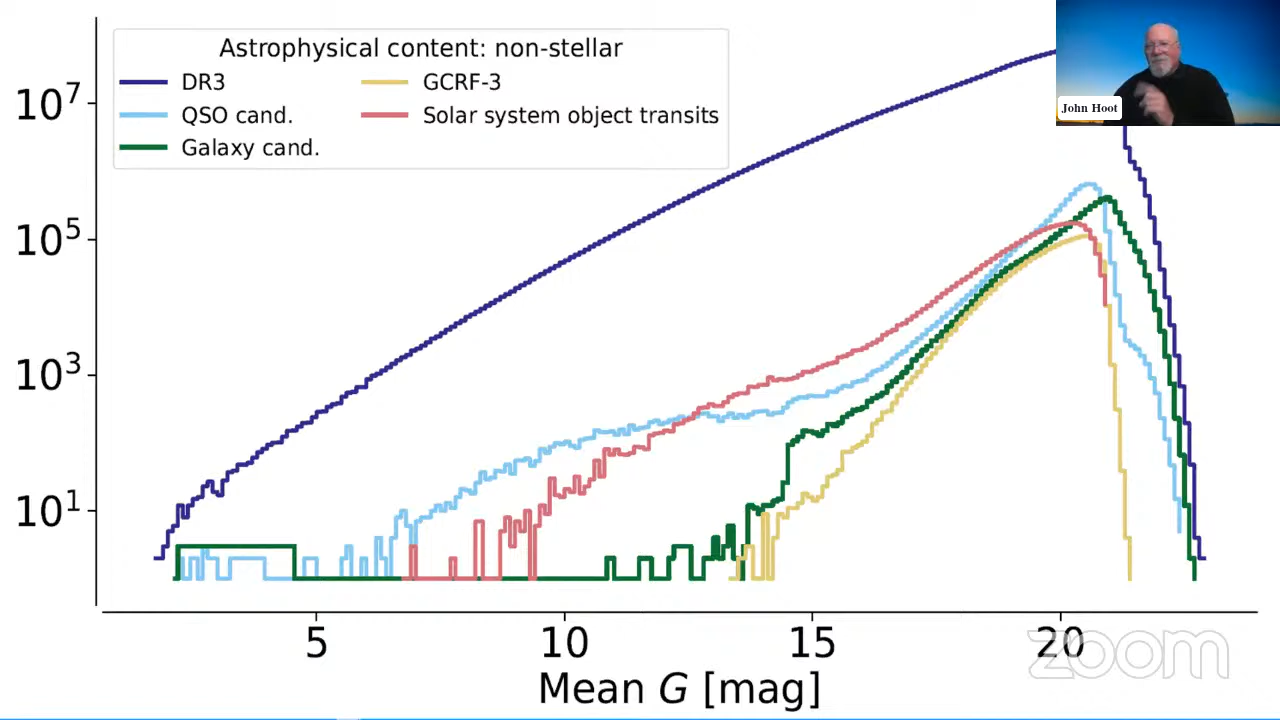 Astrophysical content: non-stellar
DR3
GCRF-3
QSO cand.
Solar system object transits
Galaxy cand.
John Hoot
10^7
10^5
10^3
10^1
5
10
15
20
Mean G [mag]
zoom